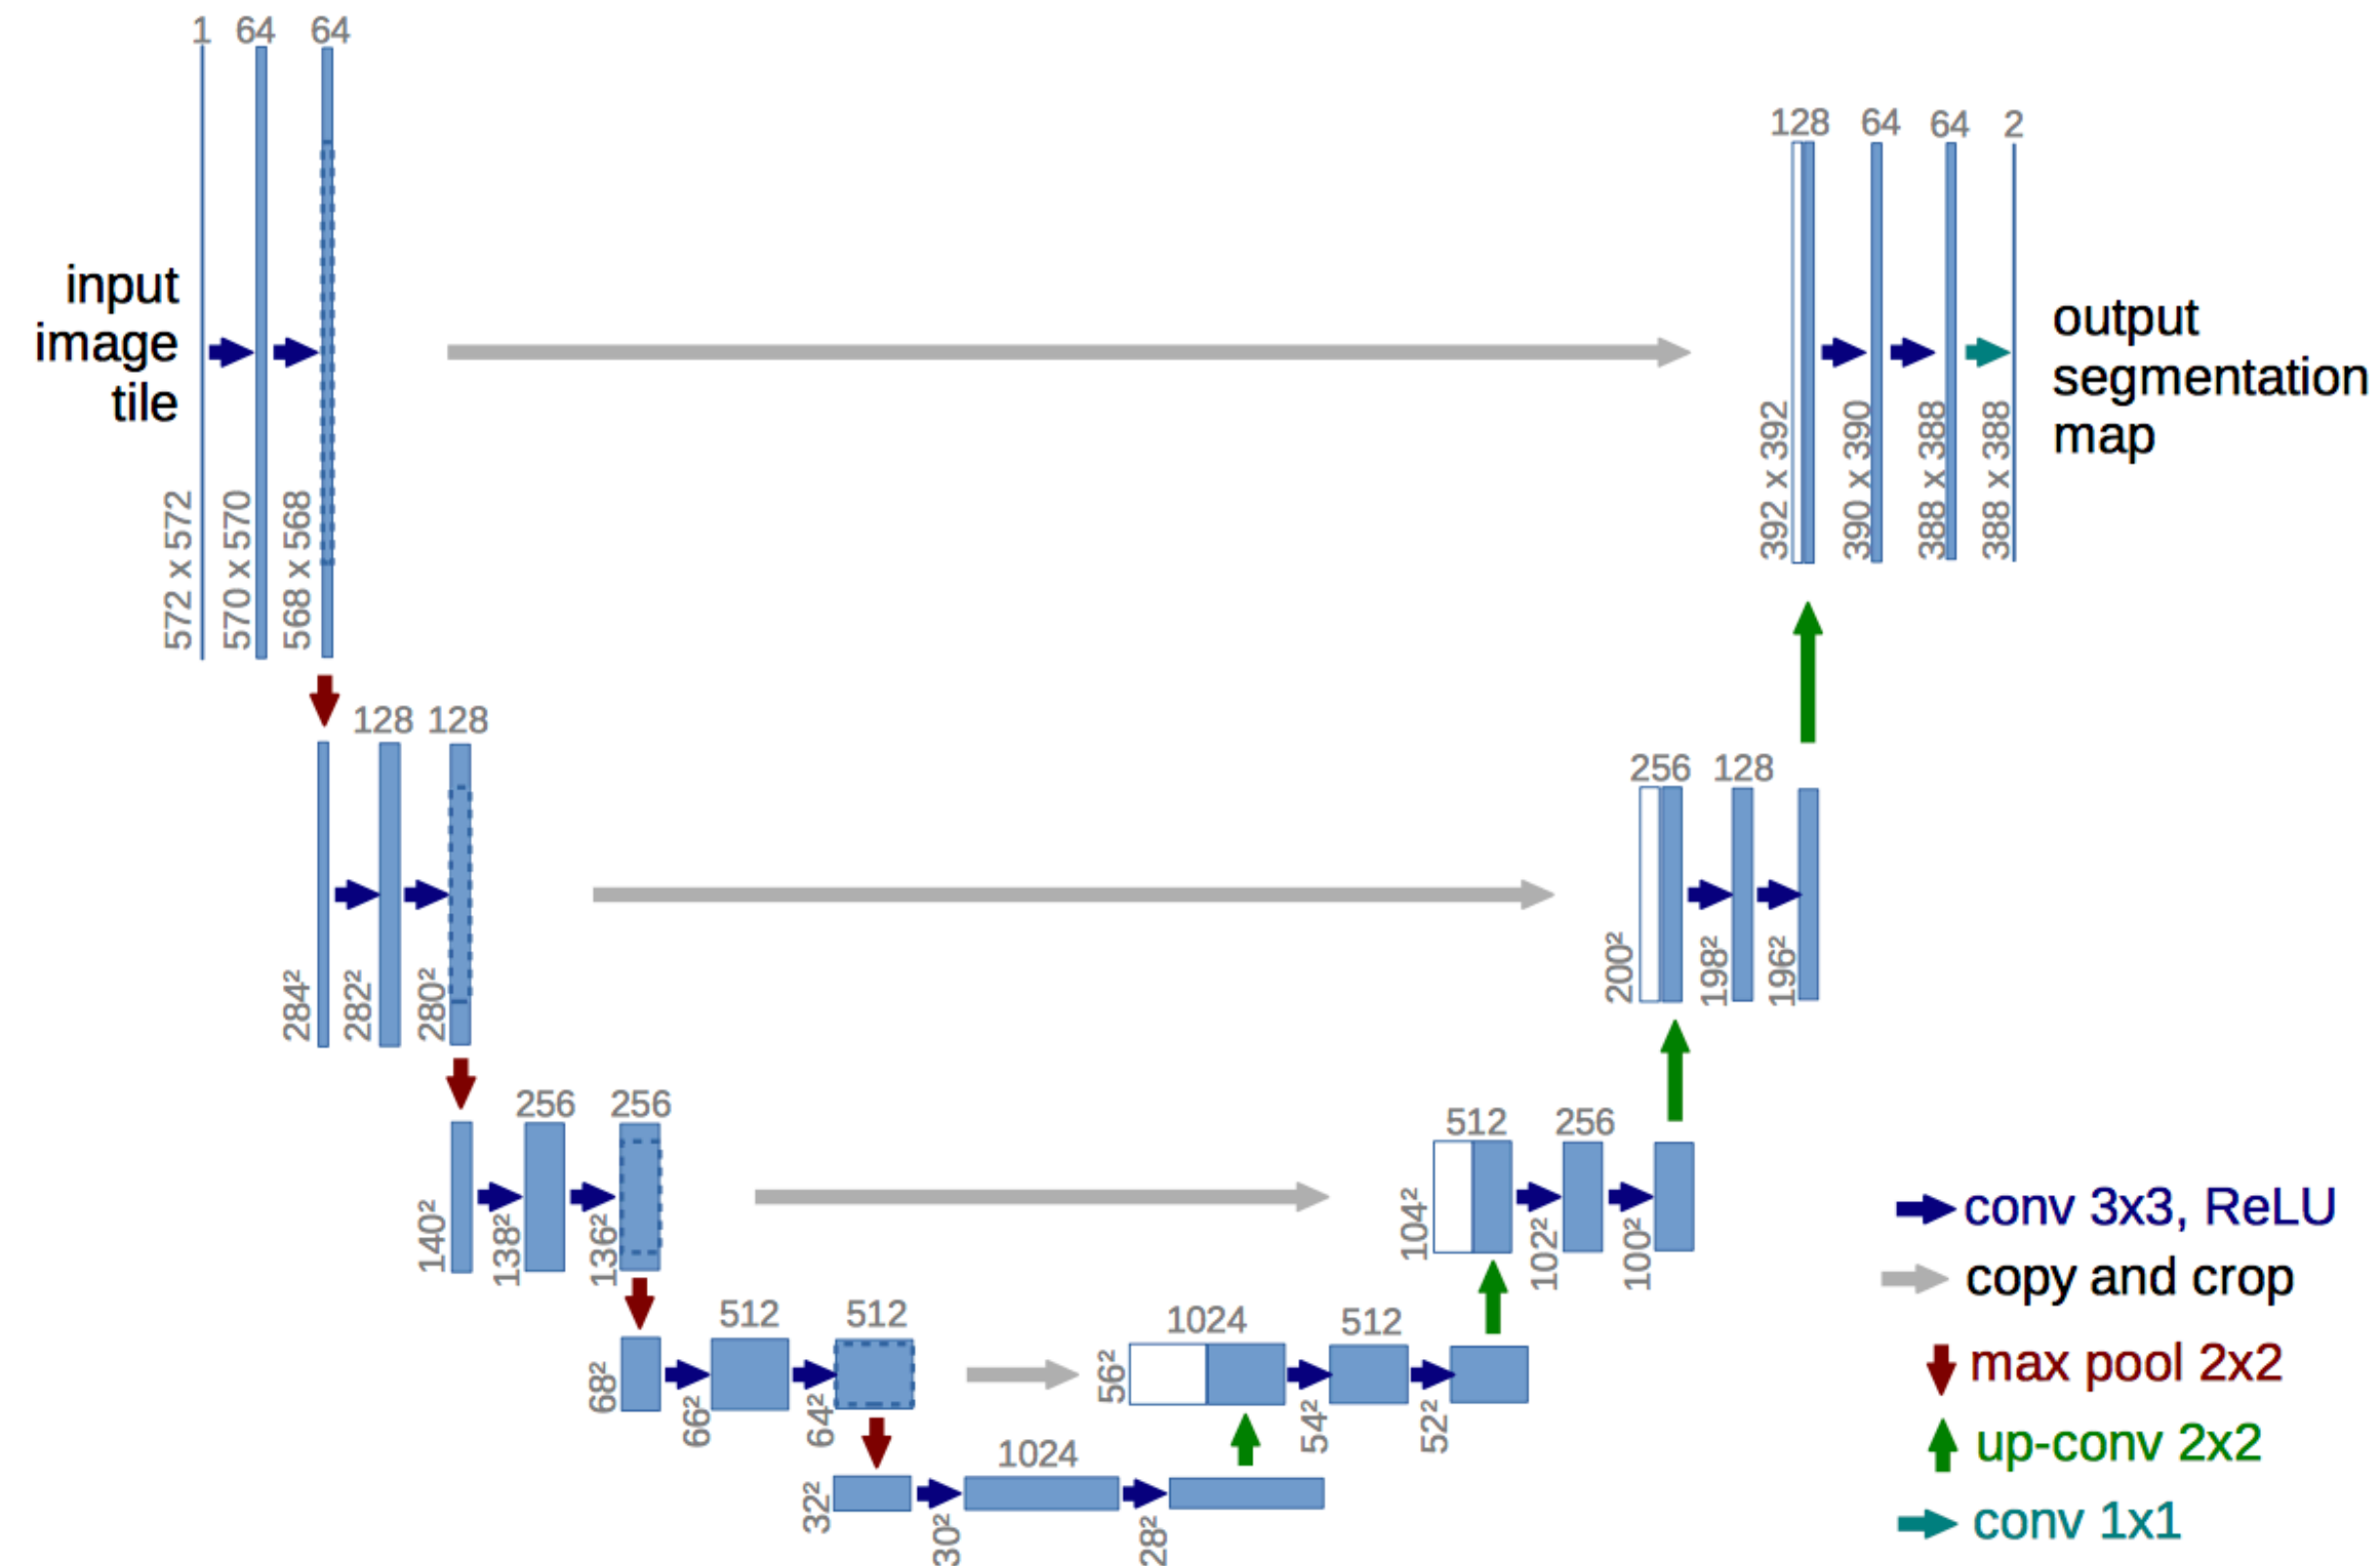 1 64 64
input
image
tile
572 x 572
570 x 570
568 x 568
128 64 64 2
392 x 392
390 x 390
388 x 388
388 x 388
output
segmentation
map
128 128
284²
282²
280²
256 128
200²
198²
196²
256 256
140²
138²
136²
512 256
104²
102²
100²
512 512
68²
66²
64²
1024 512
56²
54²
52²
1024
32²
30²
28²
conv 3x3, ReLU
copy and crop
max pool 2x2
up-conv 2x2
conv 1x1